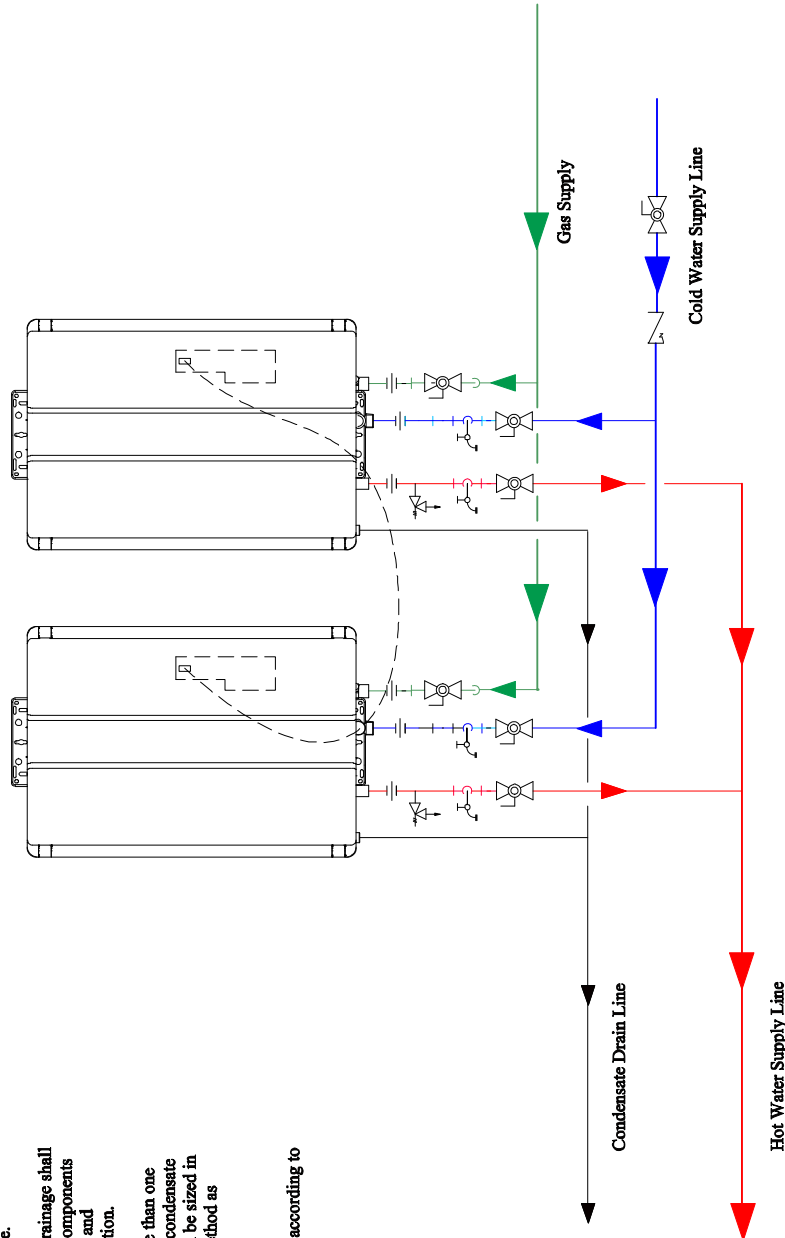 e.
rainage shall
omponents
and
tion.
e than one
condensate
be sized in
thod as
according to
Gas Supply
Cold Water Supply Line
Condensate Drain Line
Hot Water Supply Line